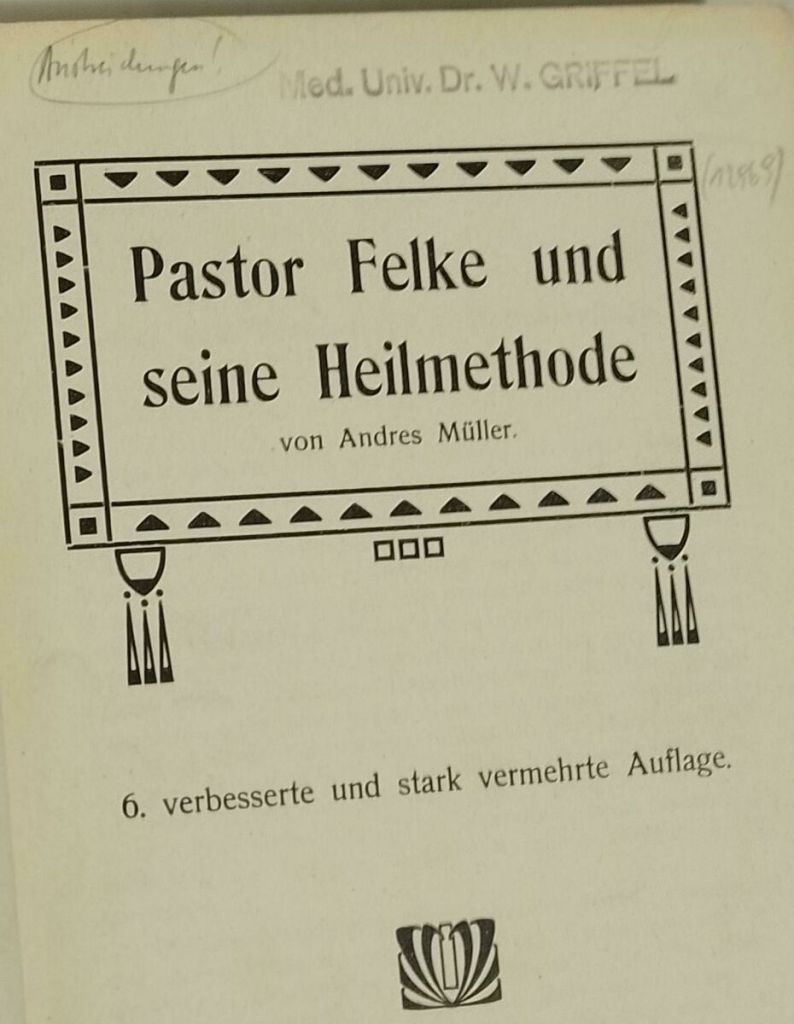 Med. Univ. Dr. W. GRIFFEL
Pastor Felke und
seine Heilmethode
von Andres Müller.
6. verbesserte und stark vermehrte Auflage.